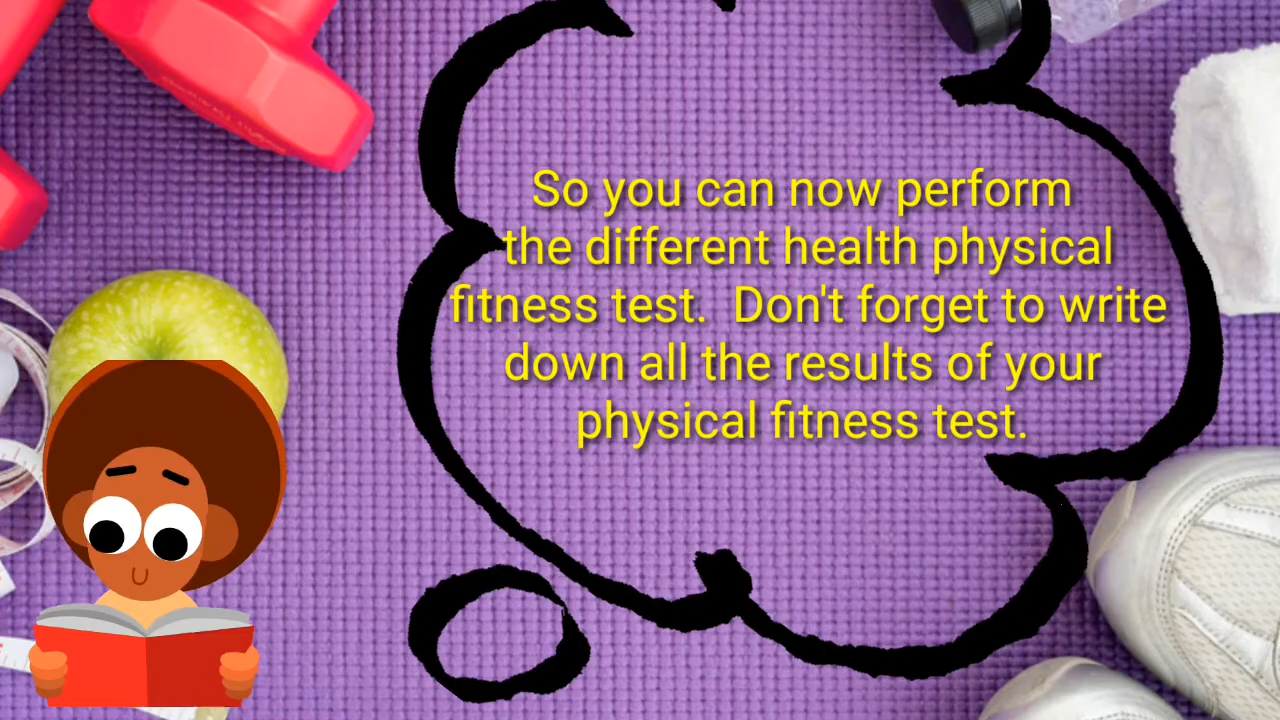 So you can now perform
the different health physical
fitness test.  Don't forget to write
down all the results of your
physical fitness test.